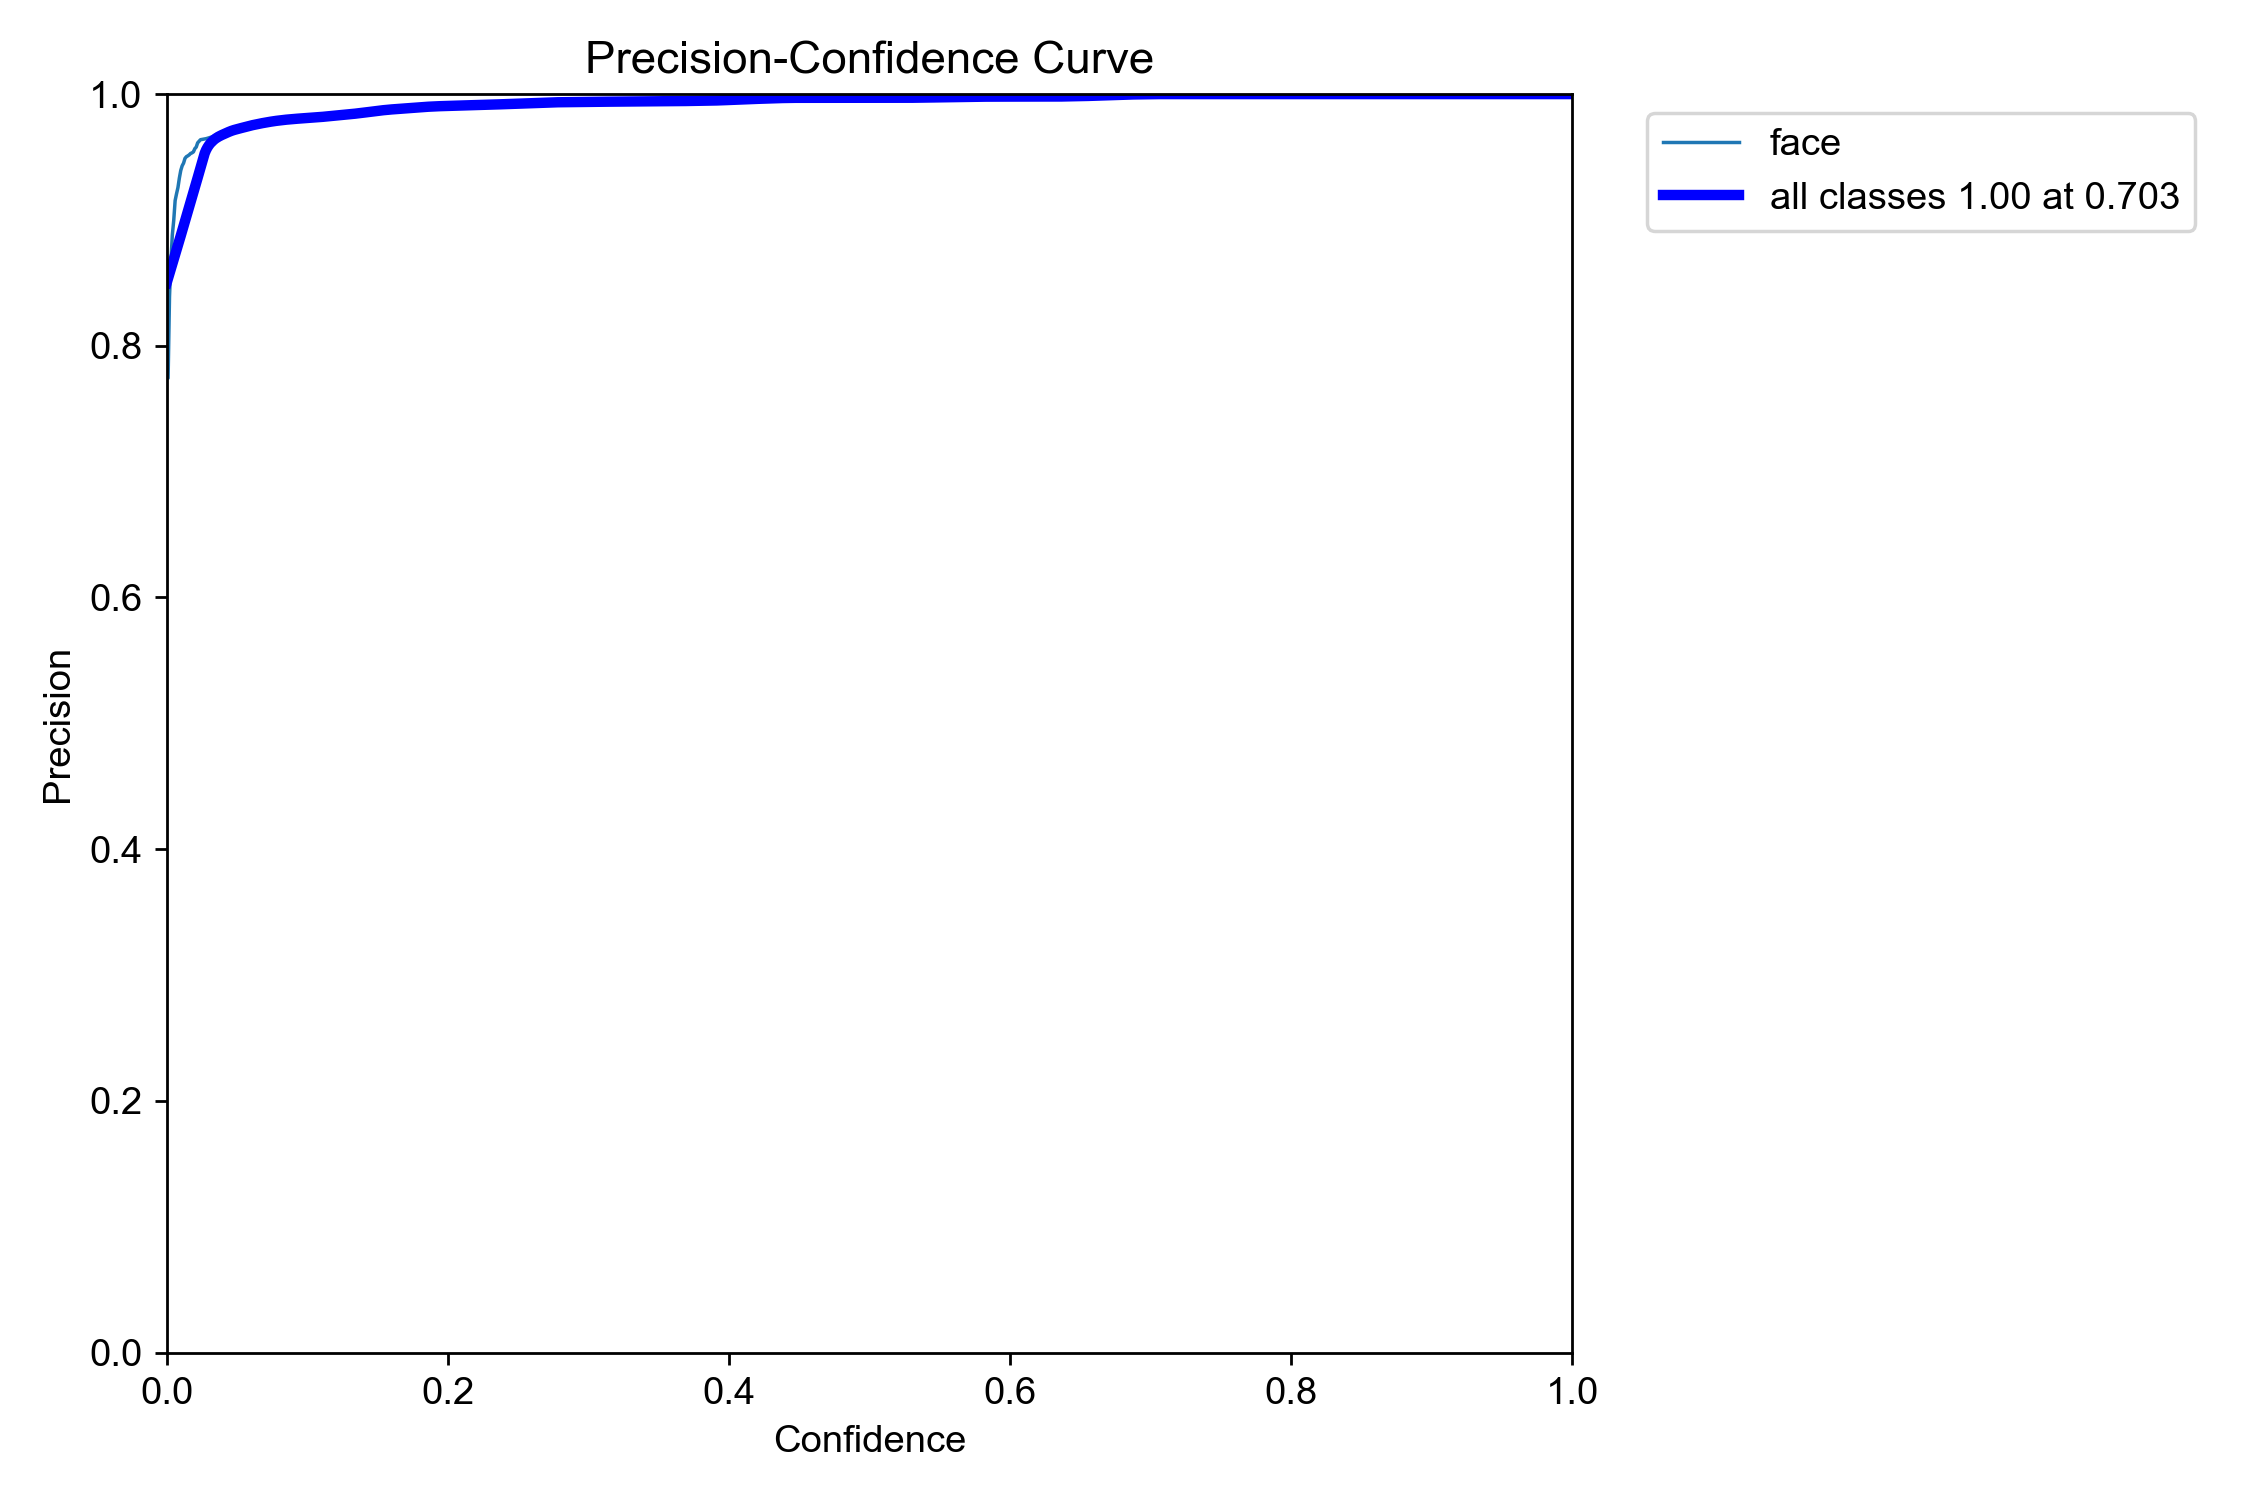 Precision-Confidence Curve
1.0
0.8
0.6
0.4
0.2
0.0
Precision
0.0 0.2 0.4 0.6 0.8 1.0
Confidence
face
all classes 1.00 at 0.703